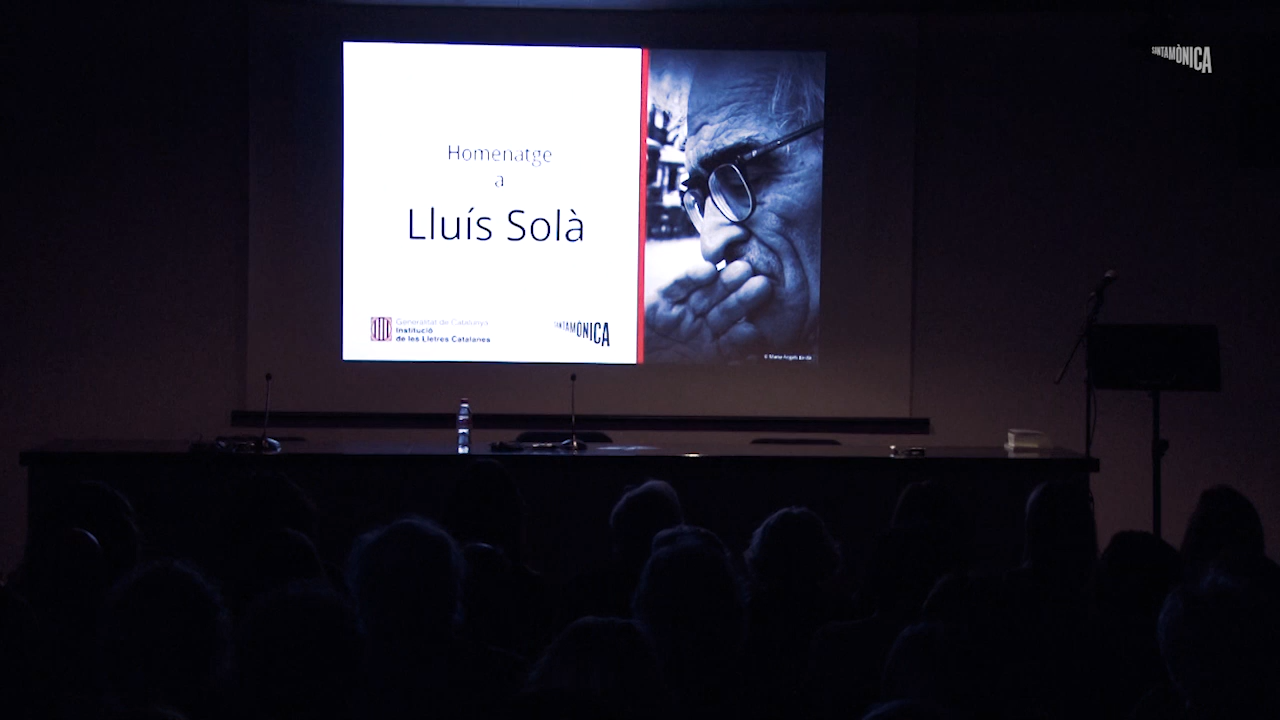 SANTAMÒNICA
Homenatge
a
Lluís Solà
Generalitat de Catalunya
Institució
de les Lletres Catalanes
SANTAMÒNICA